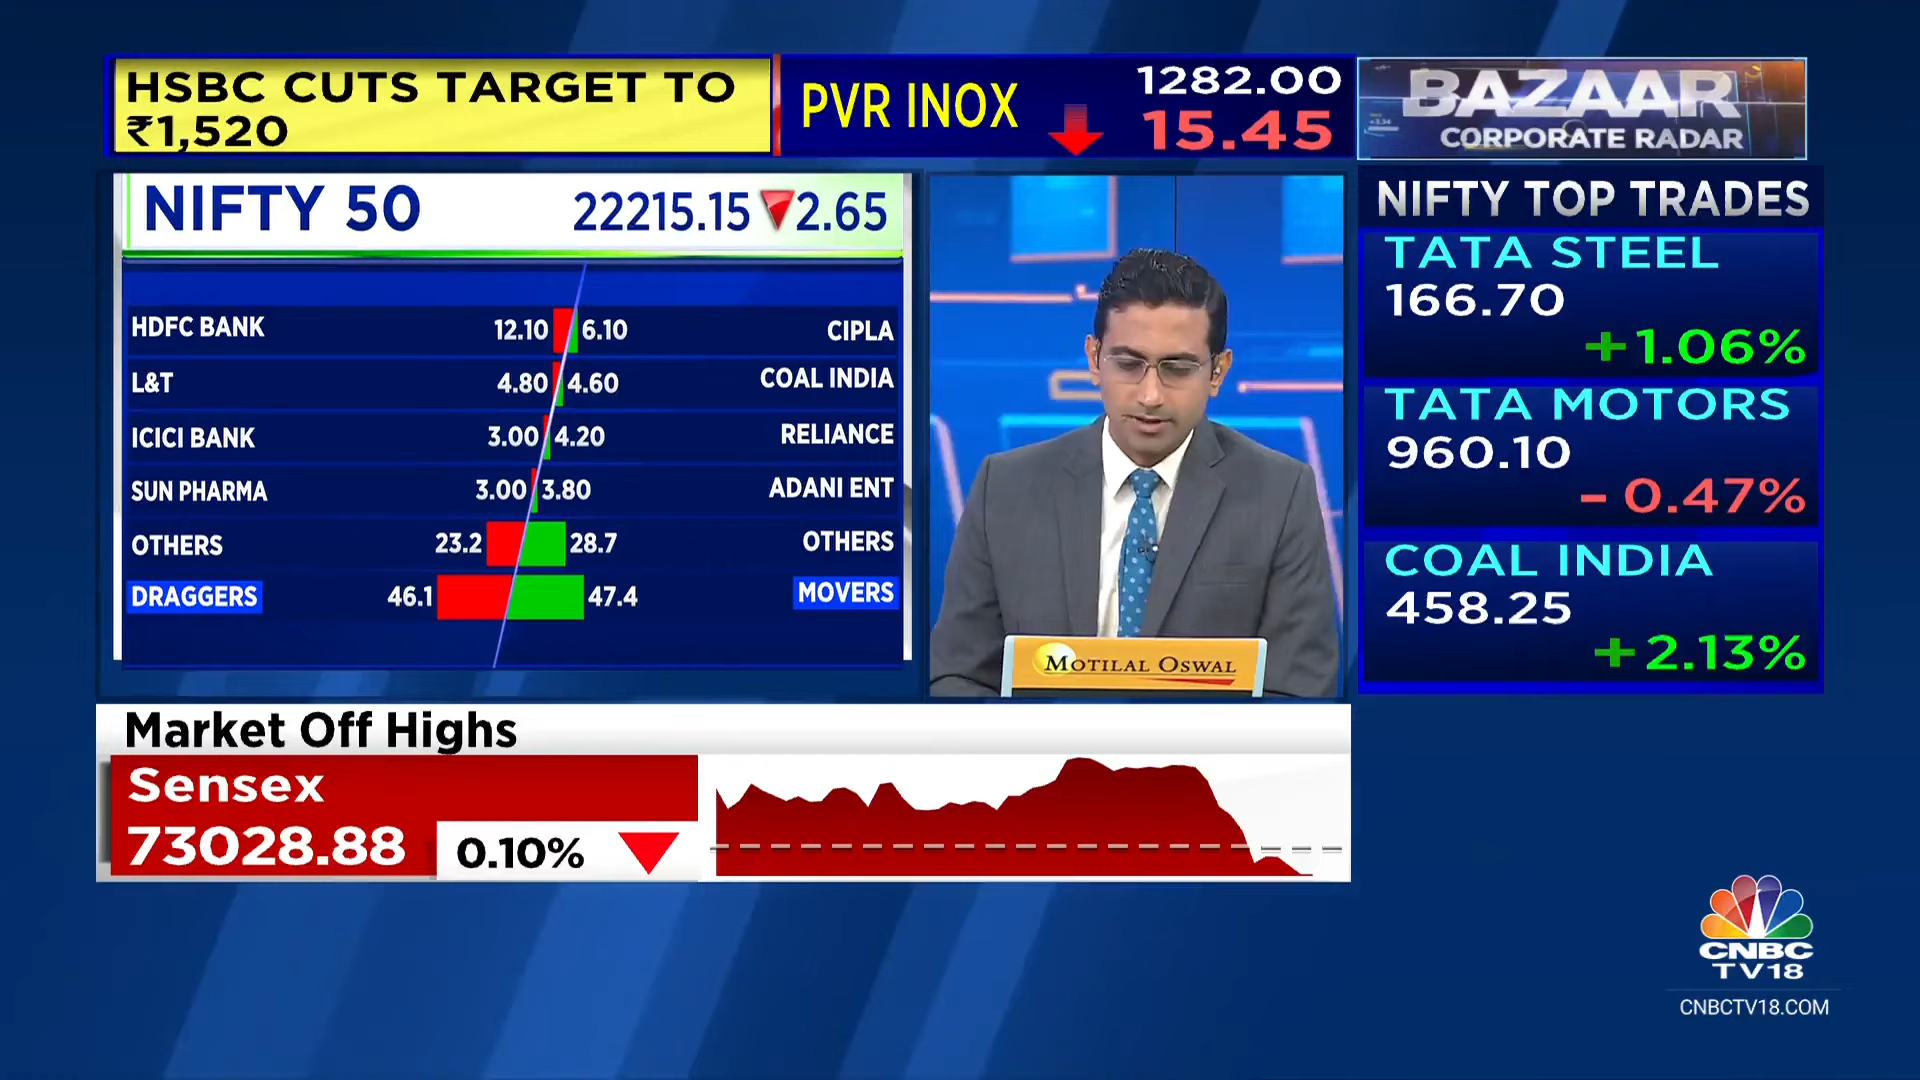 HSBC CUTS TARGET TO
₹1,520
PVR INOX
1282.00
15.45
BAZAAR
CORPORATE RADAR
NIFTY 50 22215.15 2.65
HDFC BANK 12.10 6.10 CIPLA
L&T 4.80 4.60 COAL INDIA
ICICI BANK 3.00 4.20 RELIANCE
SUN PHARMA 3.00 3.80 ADANI ENT
OTHERS 23.2 28.7 OTHERS
DRAGGERS 46.1 47.4 MOVERS
MOTILAL OSWAL
NIFTY TOP TRADES
TATA STEEL
166.70
+1.06%
TATA MOTORS
960.10
- 0.47%
COAL INDIA
458.25
+2.13%
Market Off Highs
Sensex
73028.88 0.10%
CNBC
TV18
CNBCTV18.COM